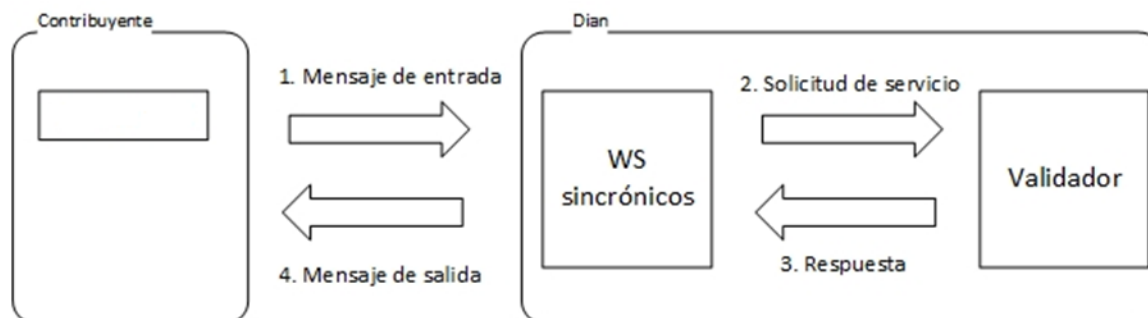 Contribuyente
Dian
1. Mensaje de entrada
2. Solicitud de servicio
WS
sincrónicos
Validador
4. Mensaje de salida
3. Respuesta